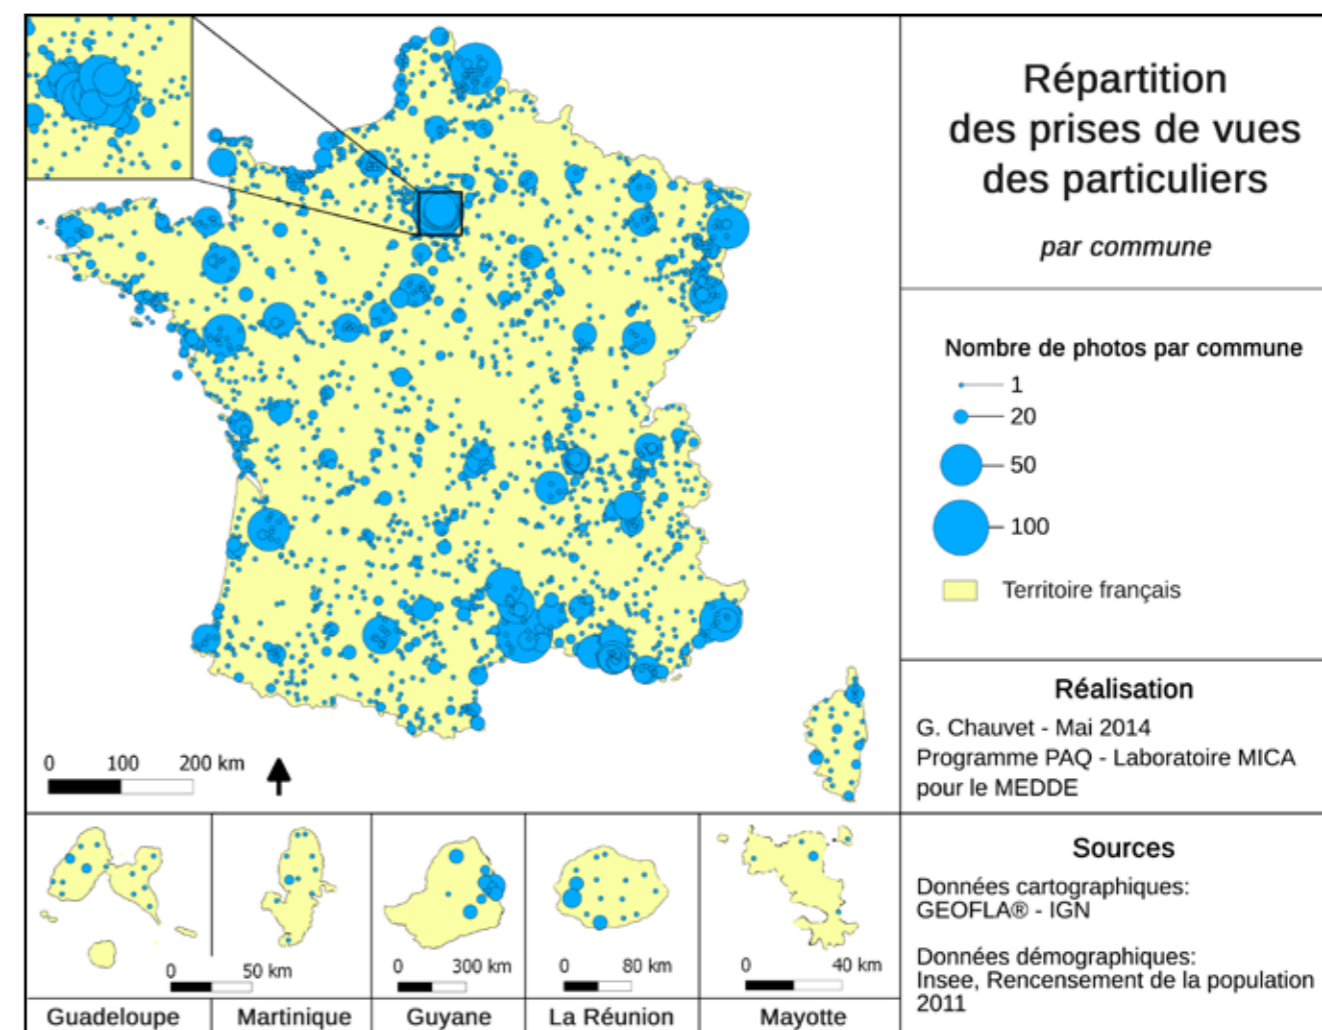 Répartition
des prises de vues
des particuliers
par commune
Nombre de photos par commune
1
20
50
100
Territoire français
Réalisation
G. Chauvet - Mai 2014
Programme PAQ - Laboratoire MICA
pour le MEDDE
0 100 200 km
Sources
Données cartographiques:
GEOFLA® - IGN
Données démographiques:
Insee, Rencensement de la population
2011
0 50 km
0 300 km
0 80 km
0 40 km
Guadeloupe
Martinique
Guyane
La Réunion
Mayotte